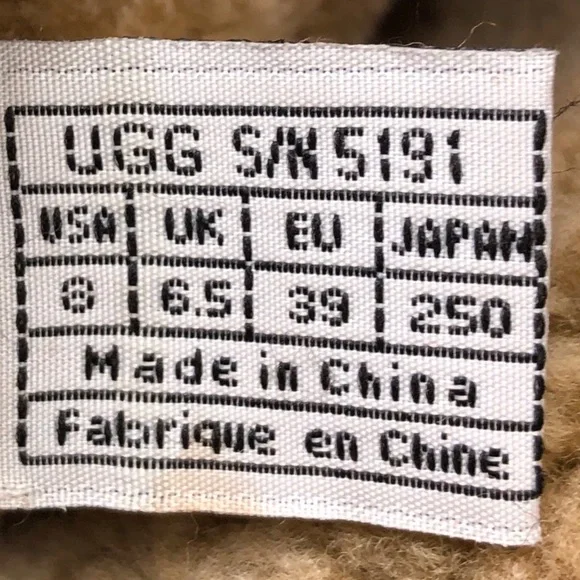 UGG S/N 5191
USA UK EU JAPAN
8 6.5 39 250
Made in China
Fabrique en Chine